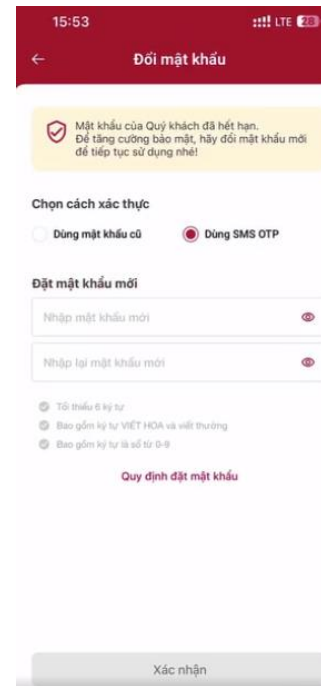 15:53
LTE 28
Đổi mật khẩu
Mật khẩu của Quý khách đã hết hạn.
Để tăng cường bảo mật, hãy đổi mật khẩu mới
để tiếp tục sử dụng nhé!
Chọn cách xác thực
Dùng mật khẩu cũ
Dùng SMS OTP
Đặt mật khẩu mới
Nhập mật khẩu mới
Nhập lại mật khẩu mới
Tối thiểu 6 ký tự
Bao gồm ký tự VIẾT HOA và viết thường
Bao gồm ký tự là số từ 0-9
Quy định đặt mật khẩu
Xác nhận